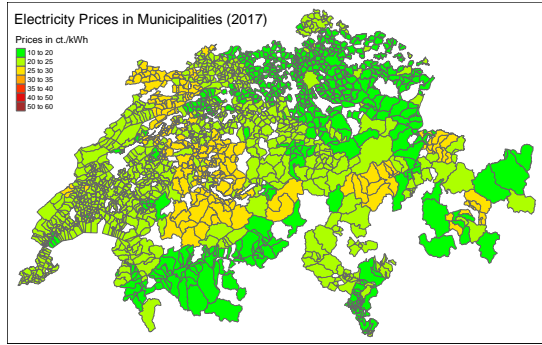 Electricity Prices in Municipalities (2017)
Prices in ct./kWh
10 to 20
20 to 25
25 to 30
30 to 35
35 to 40
40 to 50
50 to 60